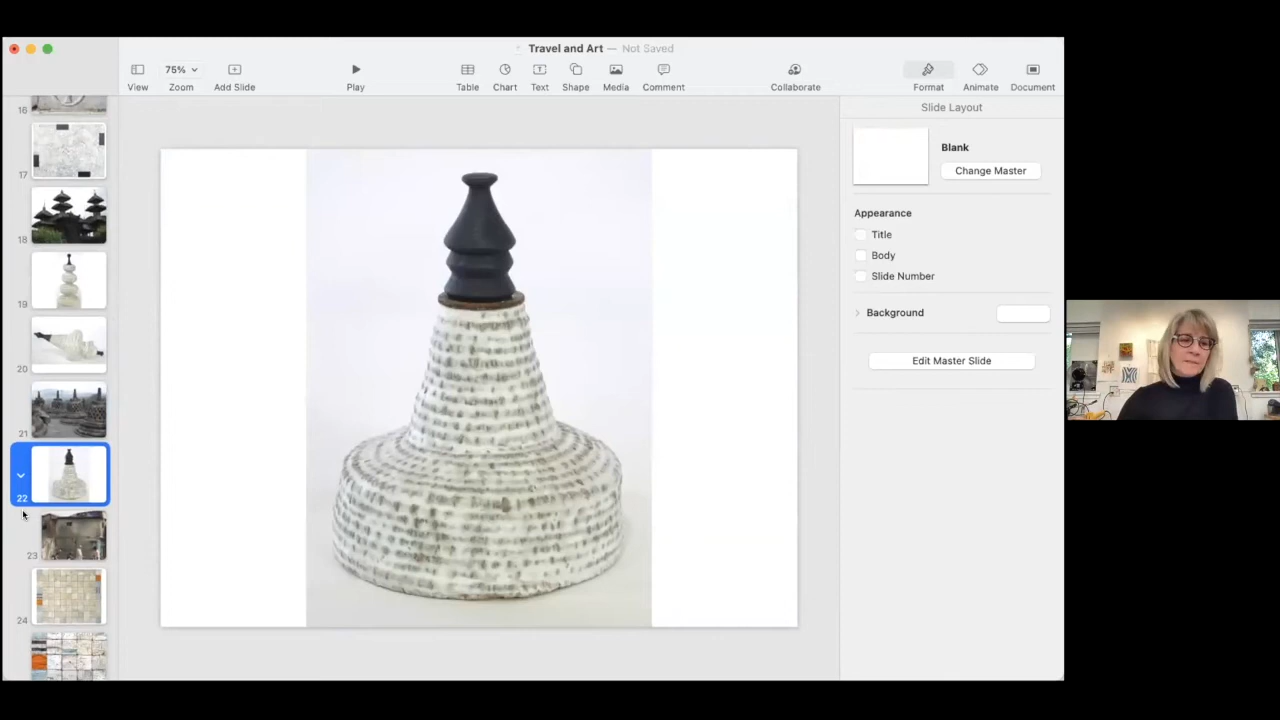 Travel and Art — Not Saved
75%
View
Zoom
Add Slide
Play
Table
Chart
Text
Shape
Media
Comment
Collaborate
Format
Animate
Document
Slide Layout
Blank
Change Master
Appearance
Title
Body
Slide Number
Background
Edit Master Slide
16
17
18
19
20
21
22
23
24